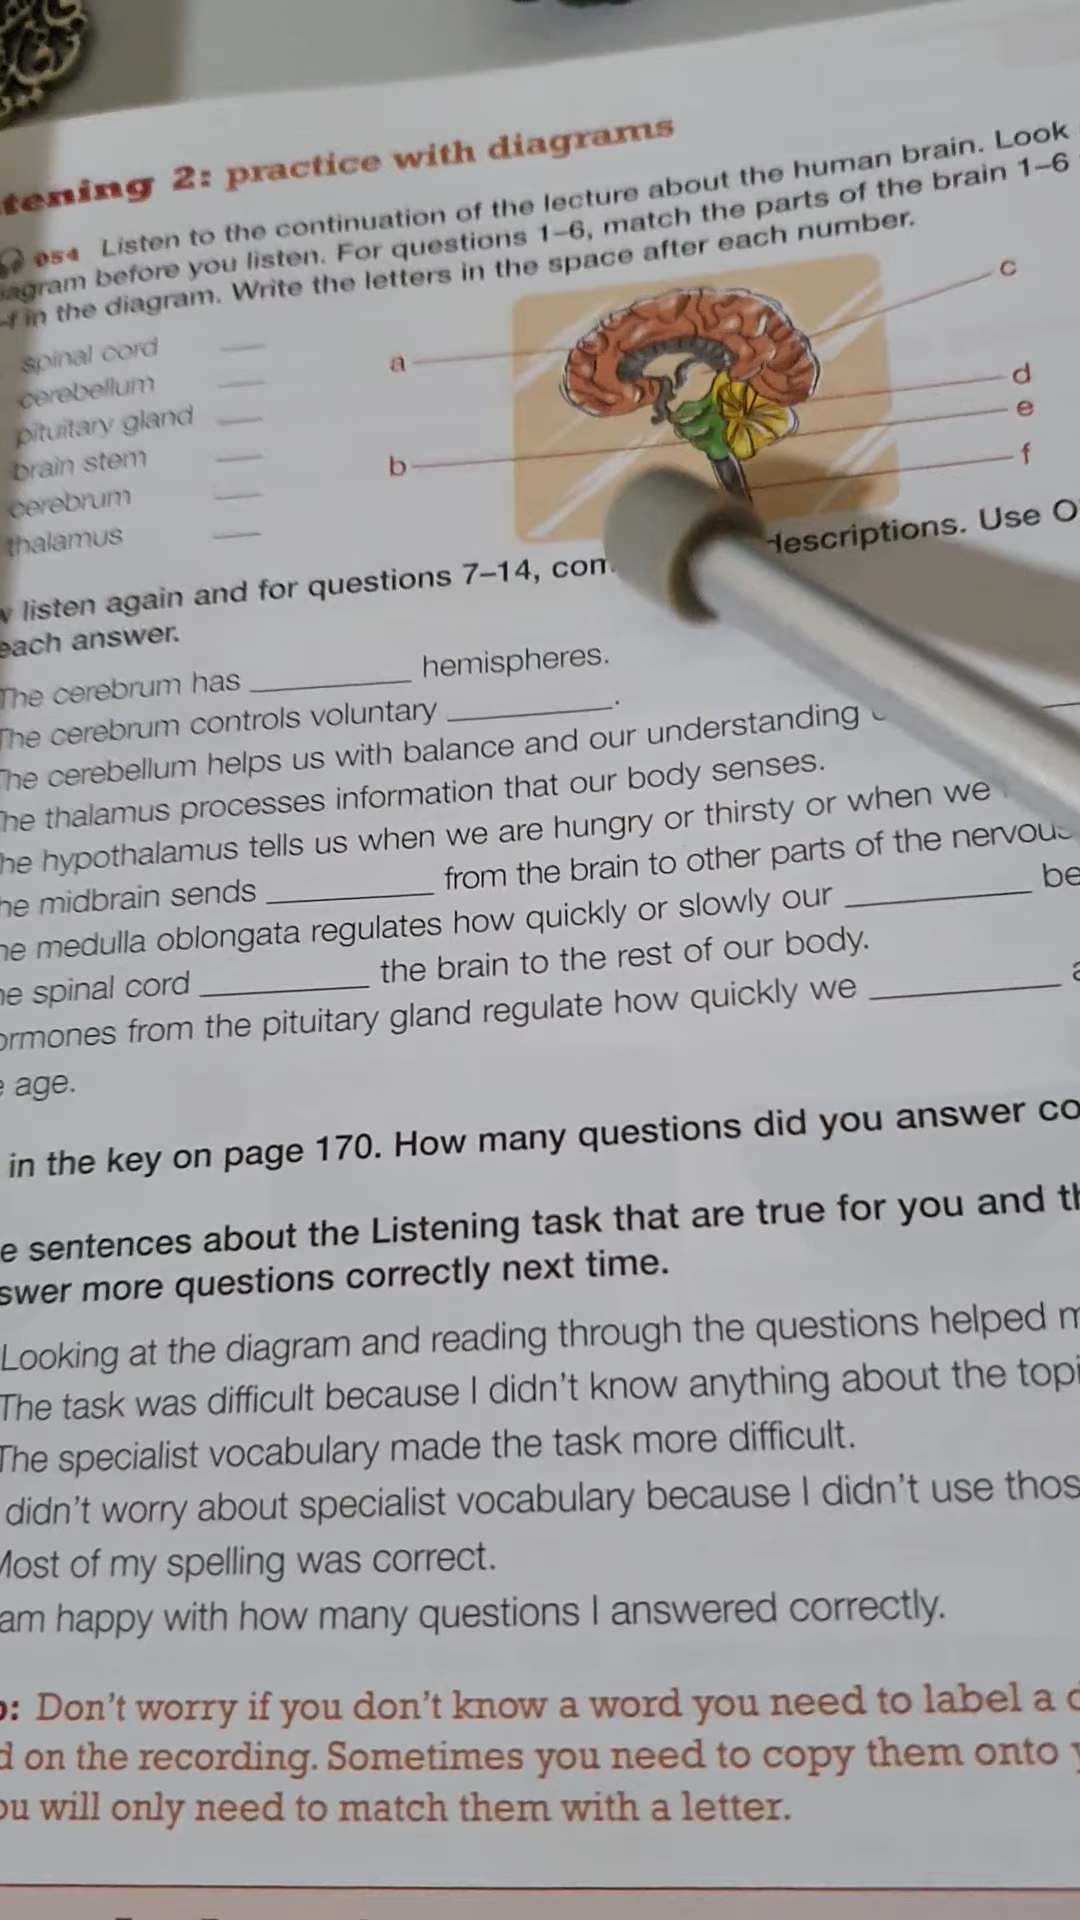 tening 2: practice with diagrams
054 Listen to the continuation of the lecture about the human brain. Look
iagram before you listen. For questions 1–6, match the parts of the brain 1–6
f in the diagram. Write the letters in the space after each number.
spinal cord
cerebellum
pituitary gland
brain stem
cerebrum
thalamus
a
b
c
d
e
f
listen again and for questions 7–14, com descriptions. Use O
each answer.
The cerebrum has ______ hemispheres.
The cerebrum controls voluntary ______.
The cerebellum helps us with balance and our understanding
he thalamus processes information that our body senses.
he hypothalamus tells us when we are hungry or thirsty or when we
he midbrain sends ______ from the brain to other parts of the nervous
ne medulla oblongata regulates how quickly or slowly our ______ be
ne spinal cord ______ the brain to the rest of our body.
ormones from the pituitary gland regulate how quickly we ______ a
e age.
in the key on page 170. How many questions did you answer co
e sentences about the Listening task that are true for you and th
swer more questions correctly next time.
Looking at the diagram and reading through the questions helped m
The task was difficult because I didn't know anything about the topi
The specialist vocabulary made the task more difficult.
didn't worry about specialist vocabulary because I didn't use thos
Most of my spelling was correct.
am happy with how many questions I answered correctly.
p: Don't worry if you don't know a word you need to label a d
d on the recording. Sometimes you need to copy them onto y
ou will only need to match them with a letter.